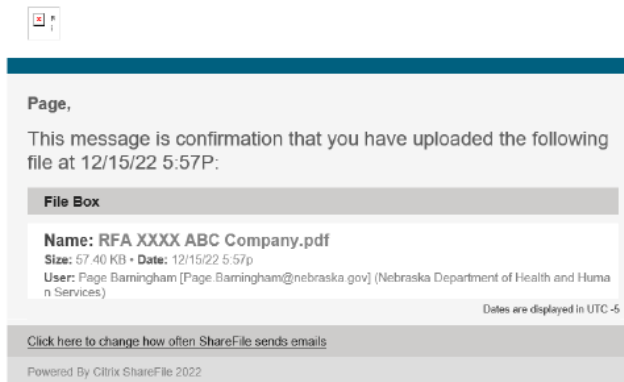 Page,
This message is confirmation that you have uploaded the following
file at 12/15/22 5:57P:
File Box
Name: RFA XXXX ABC Company.pdf
Size: 57.40 KB • Date: 12/15/22 5:57p
User: Page Barningham [Page.Barningham@nebraska.gov] (Nebraska Department of Health and Huma
n Services)
Dates are displayed in UTC -5
Click here to change how often ShareFile sends emails
Powered By Citrix ShareFile 2022